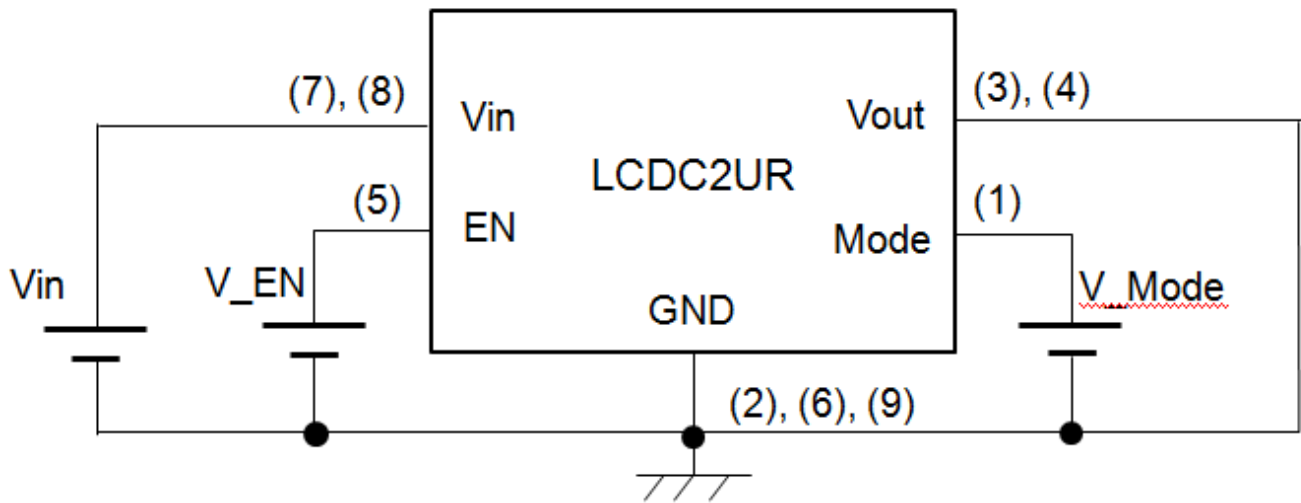 (7), (8)
(3), (4)
Vin
Vout
LCDC2UR
(5)
(1)
EN
Mode
Vin
V_EN
V_Mode
GND
(2), (6), (9)